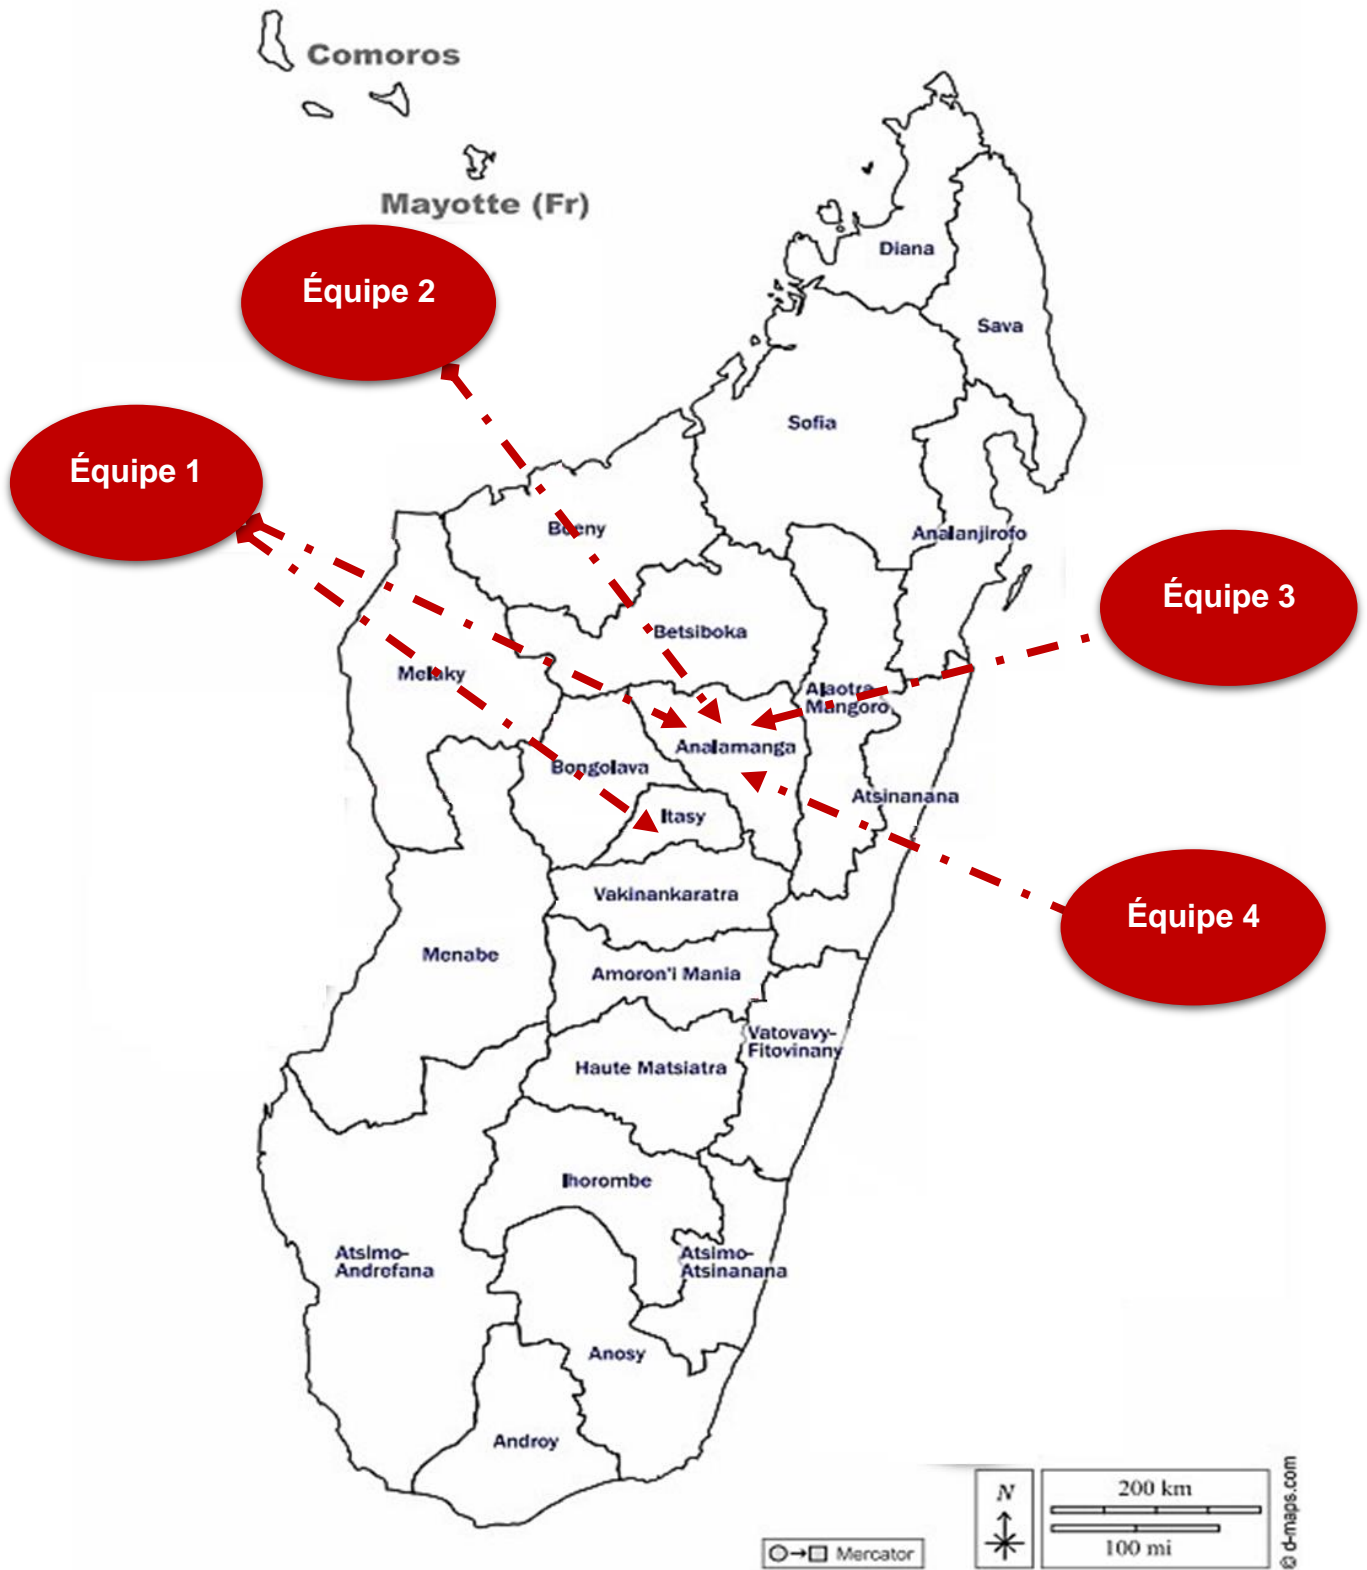 Comoros
Mayotte (Fr)
Diana
Équipe 2
Sava
Sofia
Équipe 1
Boeny
Analanjirofo
Équipe 3
Betsiboka
Melaky
Alaotra-
Mangoro
Analamanga
Bongolava
Atsinanana
Itasy
Vakinankaratra
Équipe 4
Menabe
Amoron'i Mania
Vatovavy-
Fitovinany
Haute Matsiatra
Ihorombe
Atsimo-
Andrefana
Atsimo-
Atsinanana
Anosy
Androy
N
200 km
100 mi
Mercator
© d-maps.com